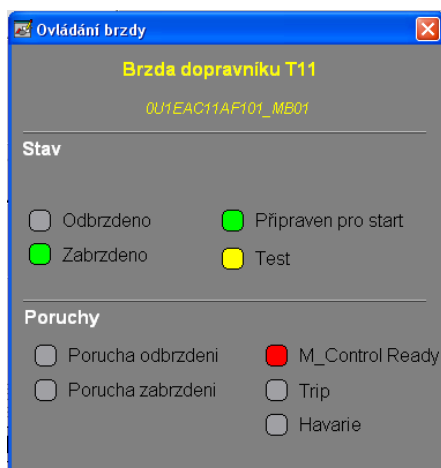 Ovládání brzdy
Brzda dopravníku T11
0U1EAC11AF101_MB01
Stav
Odbrzdeno
Připraven pro start
Zabrzdeno
Test
Poruchy
Porucha odbrzdeni
M_Control Ready
Porucha zabrzdeni
Trip
Havarie